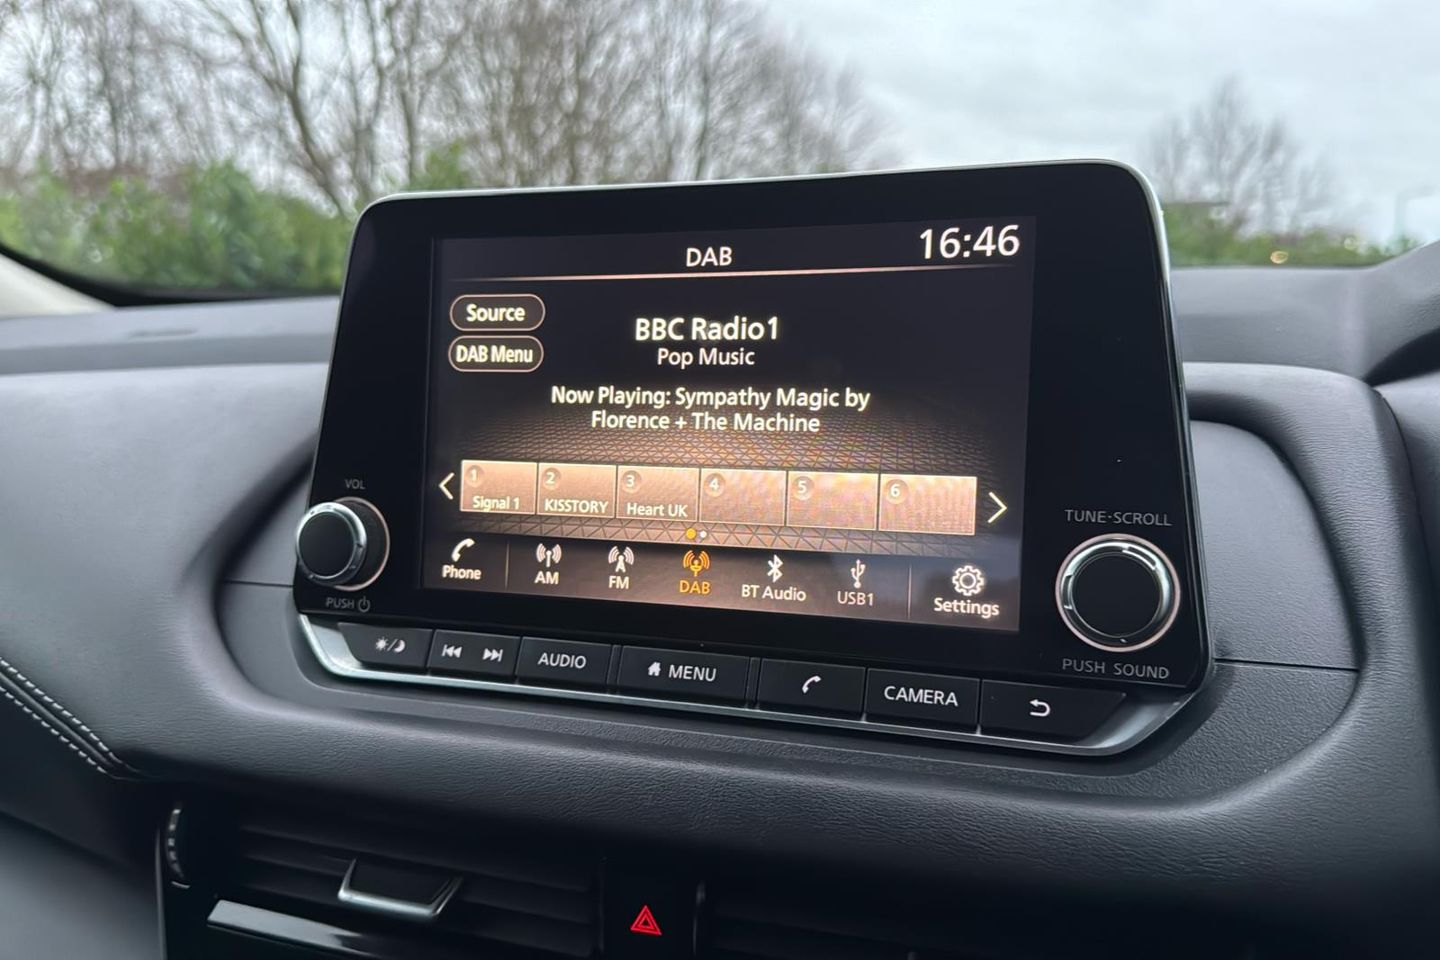 DAB
16:46
Source
DAB Menu
BBC Radio1
Pop Music
Now Playing: Sympathy Magic by
Florence + The Machine
1 2 3 4 5 6
Signal 1 KISSTORY Heart UK
Phone AM FM DAB BT Audio USB1 Settings
VOL
PUSH
TUNE·SCROLL
PUSH SOUND
AUDIO MENU CAMERA